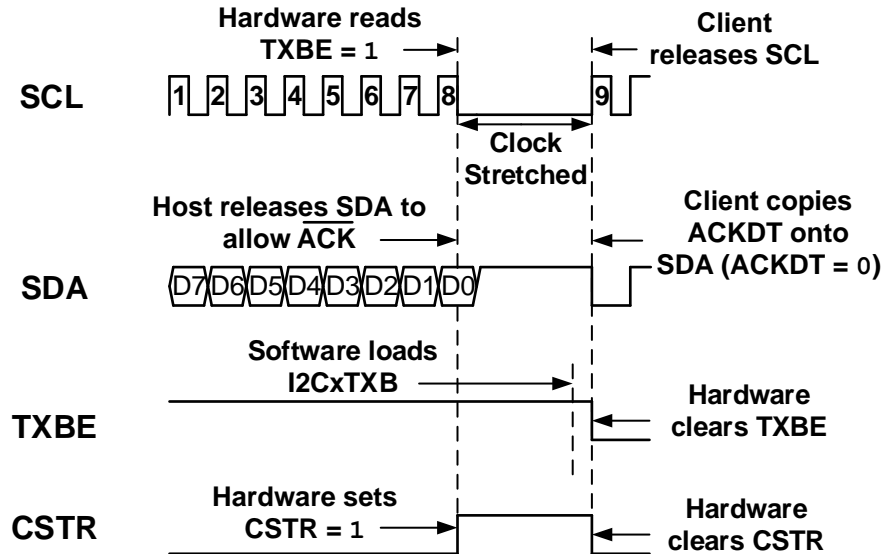 Hardware reads
TXBE = 1
Client
releases SCL
SCL
1 2 3 4 5 6 7 8 9
Clock
Stretched
Host releases SDA to
allow ACK
Client copies
ACKDT onto
SDA (ACKDT = 0)
SDA
D7 D6 D5 D4 D3 D2 D1 D0
Software loads
I2CxTXB
TXBE
Hardware
clears TXBE
Hardware sets
CSTR = 1
CSTR
Hardware
clears CSTR